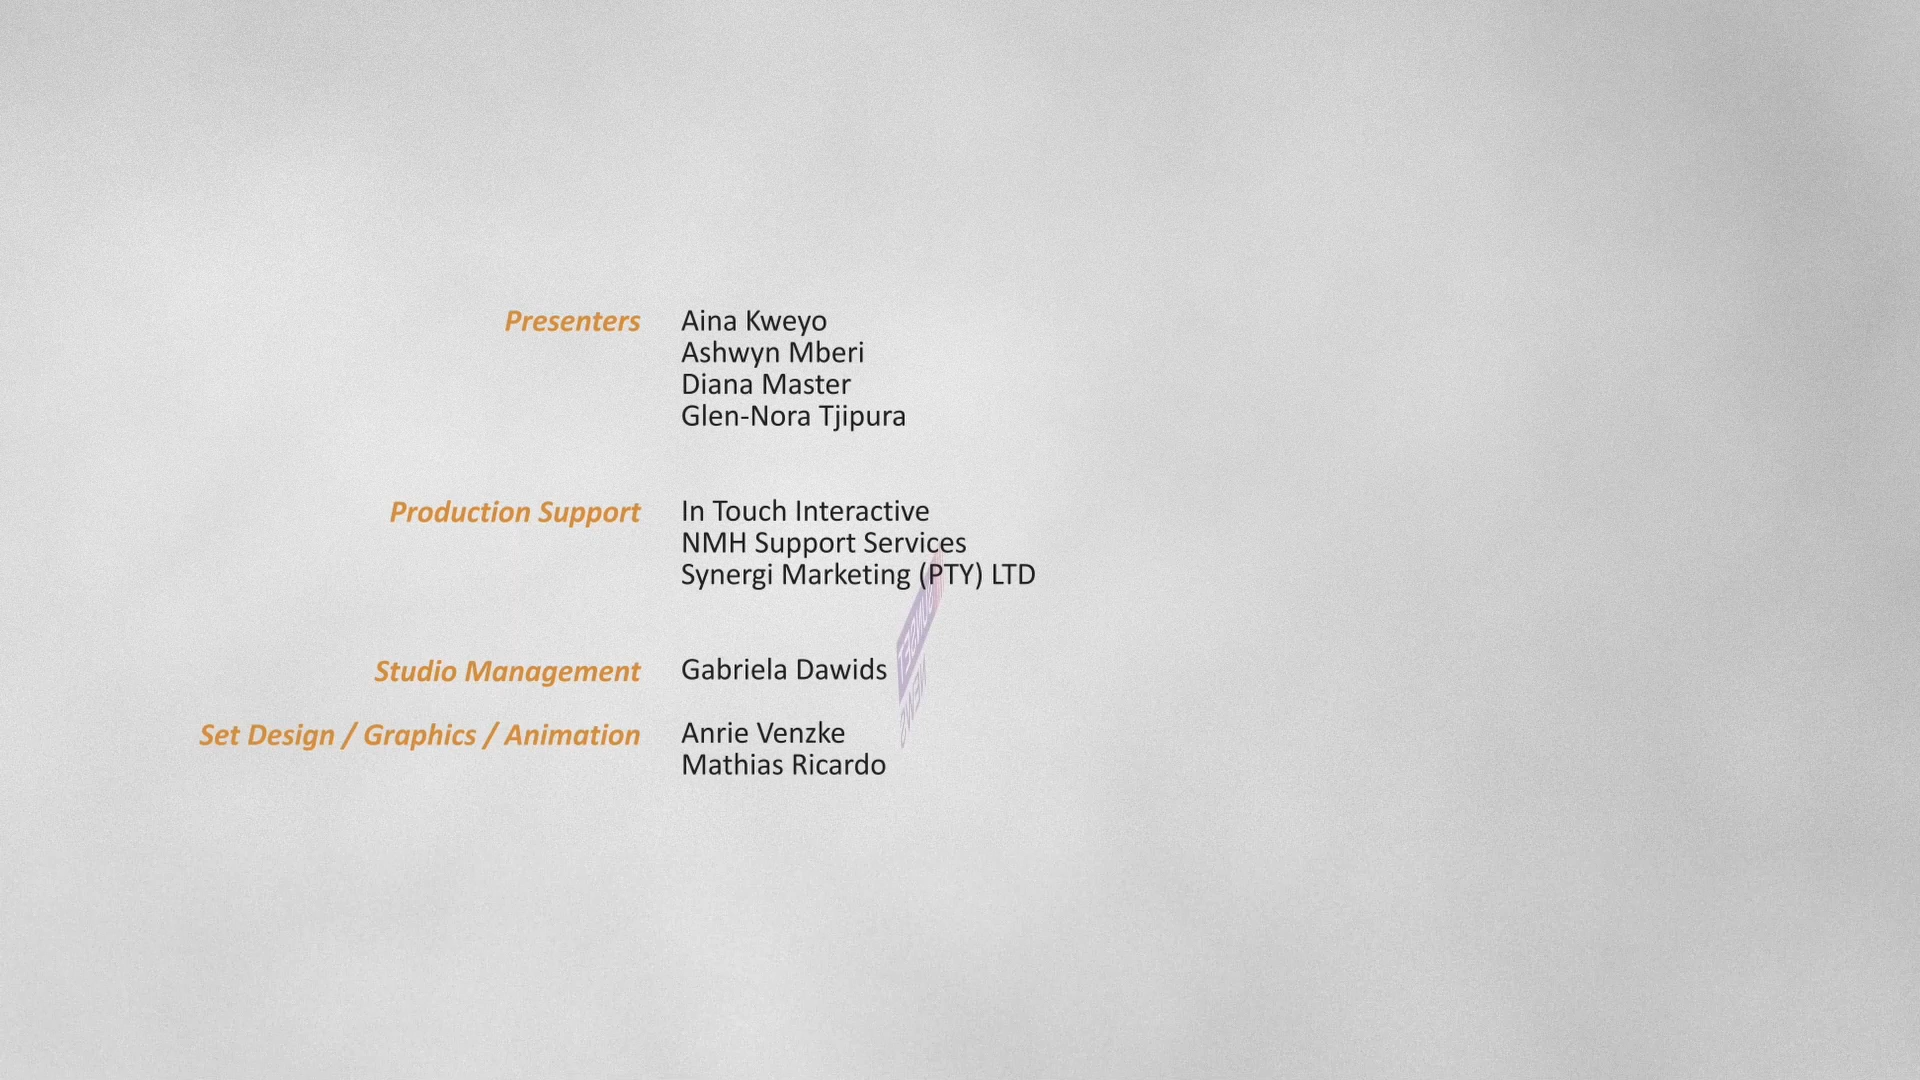 Presenters Aina Kweyo
Ashwyn Mberi
Diana Master
Glen-Nora Tjipura
Production Support In Touch Interactive
NMH Support Services
Synergi Marketing (PTY) LTD
Studio Management Gabriela Dawids
Set Design / Graphics / Animation Anrie Venzke
Mathias Ricardo